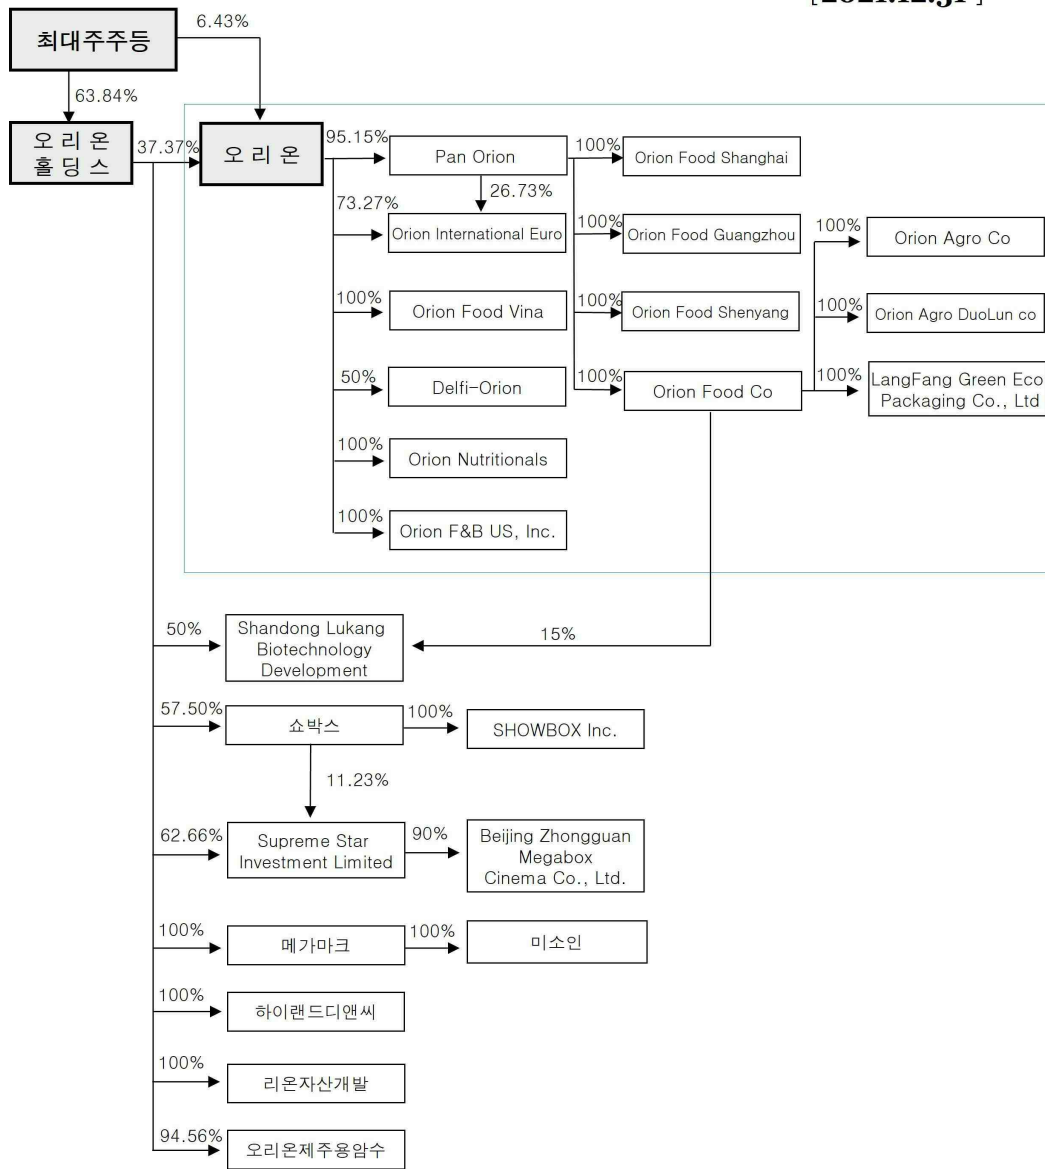 [2021.12.31 ]
최대주주등
6.43%
63.84%
오 리 온
홀 딩 스
37.37%
오 리 온
95.15%
Pan Orion
100%
Orion Food Shanghai
26.73%
73.27%
Orion International Euro
100%
Orion Food Guangzhou
100%
Orion Agro Co
100%
Orion Food Vina
100%
Orion Food Shenyang
100%
Orion Agro DuoLun co
50%
Delfi-Orion
100%
Orion Food Co
100%
LangFang Green Eco
Packaging Co., Ltd
100%
Orion Nutritionals
100%
Orion F&B US, Inc.
50%
Shandong Lukang
Biotechnology
Development
15%
57.50%
쇼박스
100%
SHOWBOX Inc.
11.23%
62.66%
Supreme Star
Investment Limited
90%
Beijing Zhongguan
Megabox
Cinema Co., Ltd.
100%
메가마크
100%
미소인
100%
하이랜드디앤씨
100%
리온자산개발
94.56%
오리온제주용암수